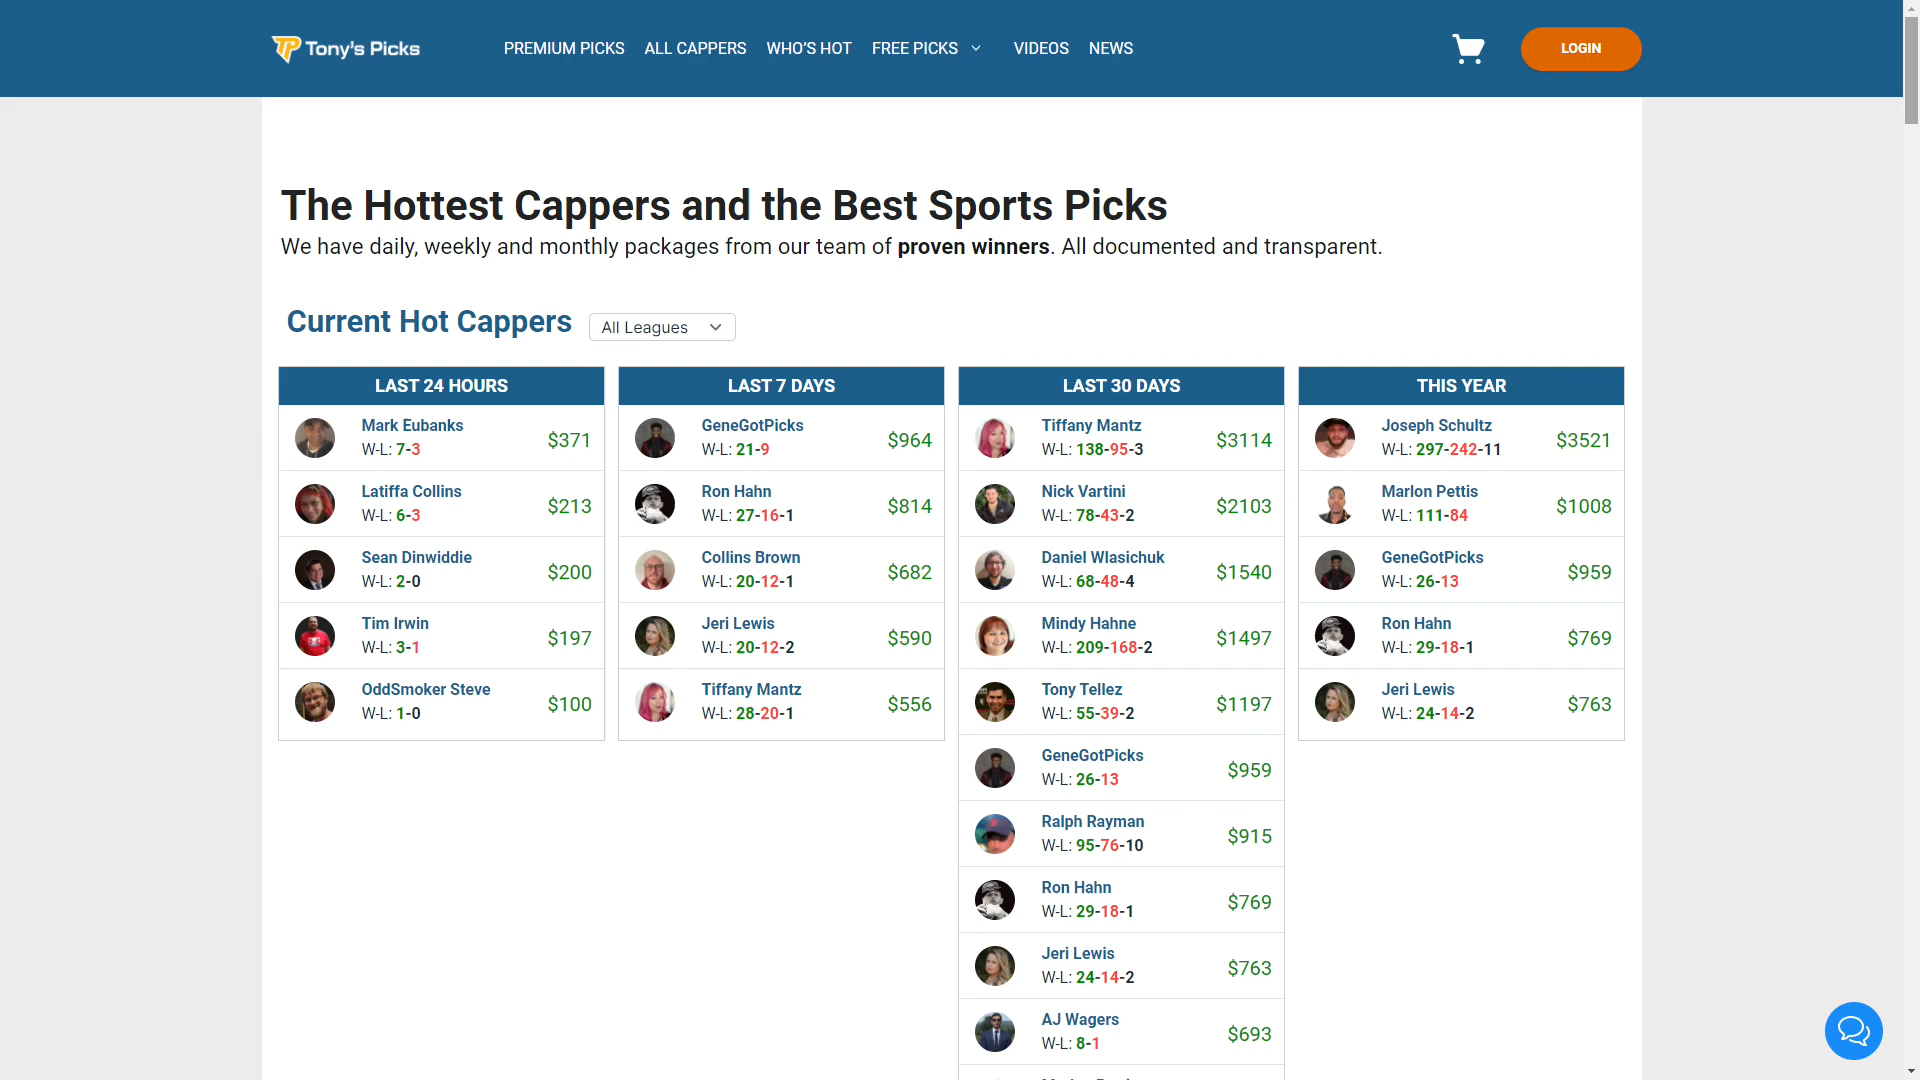 Tony's Picks
PREMIUM PICKS
ALL CAPPERS
WHO'S HOT
FREE PICKS
VIDEOS
NEWS
LOGIN
The Hottest Cappers and the Best Sports Picks
We have daily, weekly and monthly packages from our team of proven winners. All documented and transparent.
Current Hot Cappers
All Leagues
LAST 24 HOURS
Mark Eubanks
W-L: 7-3
$371
Latiffa Collins
W-L: 6-3
$213
Sean Dinwiddie
W-L: 2-0
$200
Tim Irwin
W-L: 3-1
$197
OddSmoker Steve
W-L: 1-0
$100
LAST 7 DAYS
GeneGotPicks
W-L: 21-9
$964
Ron Hahn
W-L: 27-16-1
$814
Collins Brown
W-L: 20-12-1
$682
Jeri Lewis
W-L: 20-12-2
$590
Tiffany Mantz
W-L: 28-20-1
$556
LAST 30 DAYS
Tiffany Mantz
W-L: 138-95-3
$3114
Nick Vartini
W-L: 78-43-2
$2103
Daniel Wlasichuk
W-L: 68-48-4
$1540
Mindy Hahne
W-L: 209-168-2
$1497
Tony Tellez
W-L: 55-39-2
$1197
GeneGotPicks
W-L: 26-13
$959
Ralph Rayman
W-L: 95-76-10
$915
Ron Hahn
W-L: 29-18-1
$769
Jeri Lewis
W-L: 24-14-2
$763
AJ Wagers
W-L: 8-1
$693
THIS YEAR
Joseph Schultz
W-L: 297-242-11
$3521
Marlon Pettis
W-L: 111-84
$1008
GeneGotPicks
W-L: 26-13
$959
Ron Hahn
W-L: 29-18-1
$769
Jeri Lewis
W-L: 24-14-2
$763